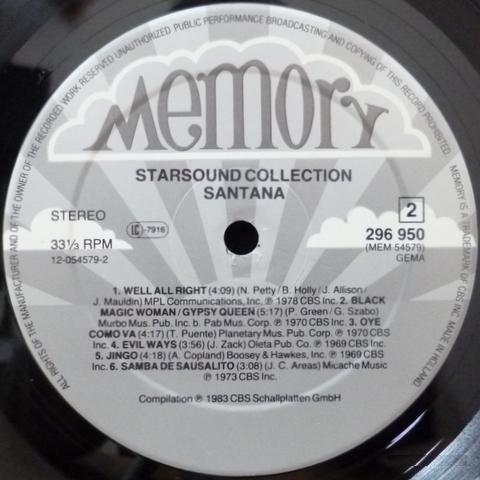 ALL RIGHTS OF THE MANUFACTURER AND OF THE OWNER OF THE RECORDED WORK RESERVED UNAUTHORIZED PUBLIC PERFORMANCE BROADCASTING AND COPYING OF THIS RECORD PROHIBITED. MEMORY IS A TRADEMARK OF CBS INC. MADE IN HOLLAND
Memory
STARSOUND COLLECTION
SANTANA
STEREO
LC-7916
2
33⅓ RPM
296 950
(MEM 54579)
12-054579-2
GEMA
1. WELL ALL RIGHT (4:09) (N. Petty/B. Holly/J. Allison/
J. Mauldin) MPL Communications, Inc. ℗ 1978 CBS Inc. 2. BLACK
MAGIC WOMAN/GYPSY QUEEN (5:17) (P. Green/G. Szabo)
Murbo Mus. Pub. Inc. b. Pab Mus. Corp. ℗ 1970 CBS Inc. 3. OYE
COMO VA (4:17) (T. Puente) Planetary Mus. Pub. Corp. ℗ 1970 CBS
Inc. 4. EVIL WAYS (3:56) (J. Zack) Oleta Pub. Co. ℗ 1969 CBS Inc.
5. JINGO (4:18) (A. Copland) Boosey & Hawkes, Inc. ℗ 1969 CBS
Inc. 6. SAMBA DE SAUSALITO (3:08) (J. C. Areas) Micache Music
℗ 1973 CBS Inc.
Compilation ℗ 1983 CBS Schallplatten GmbH